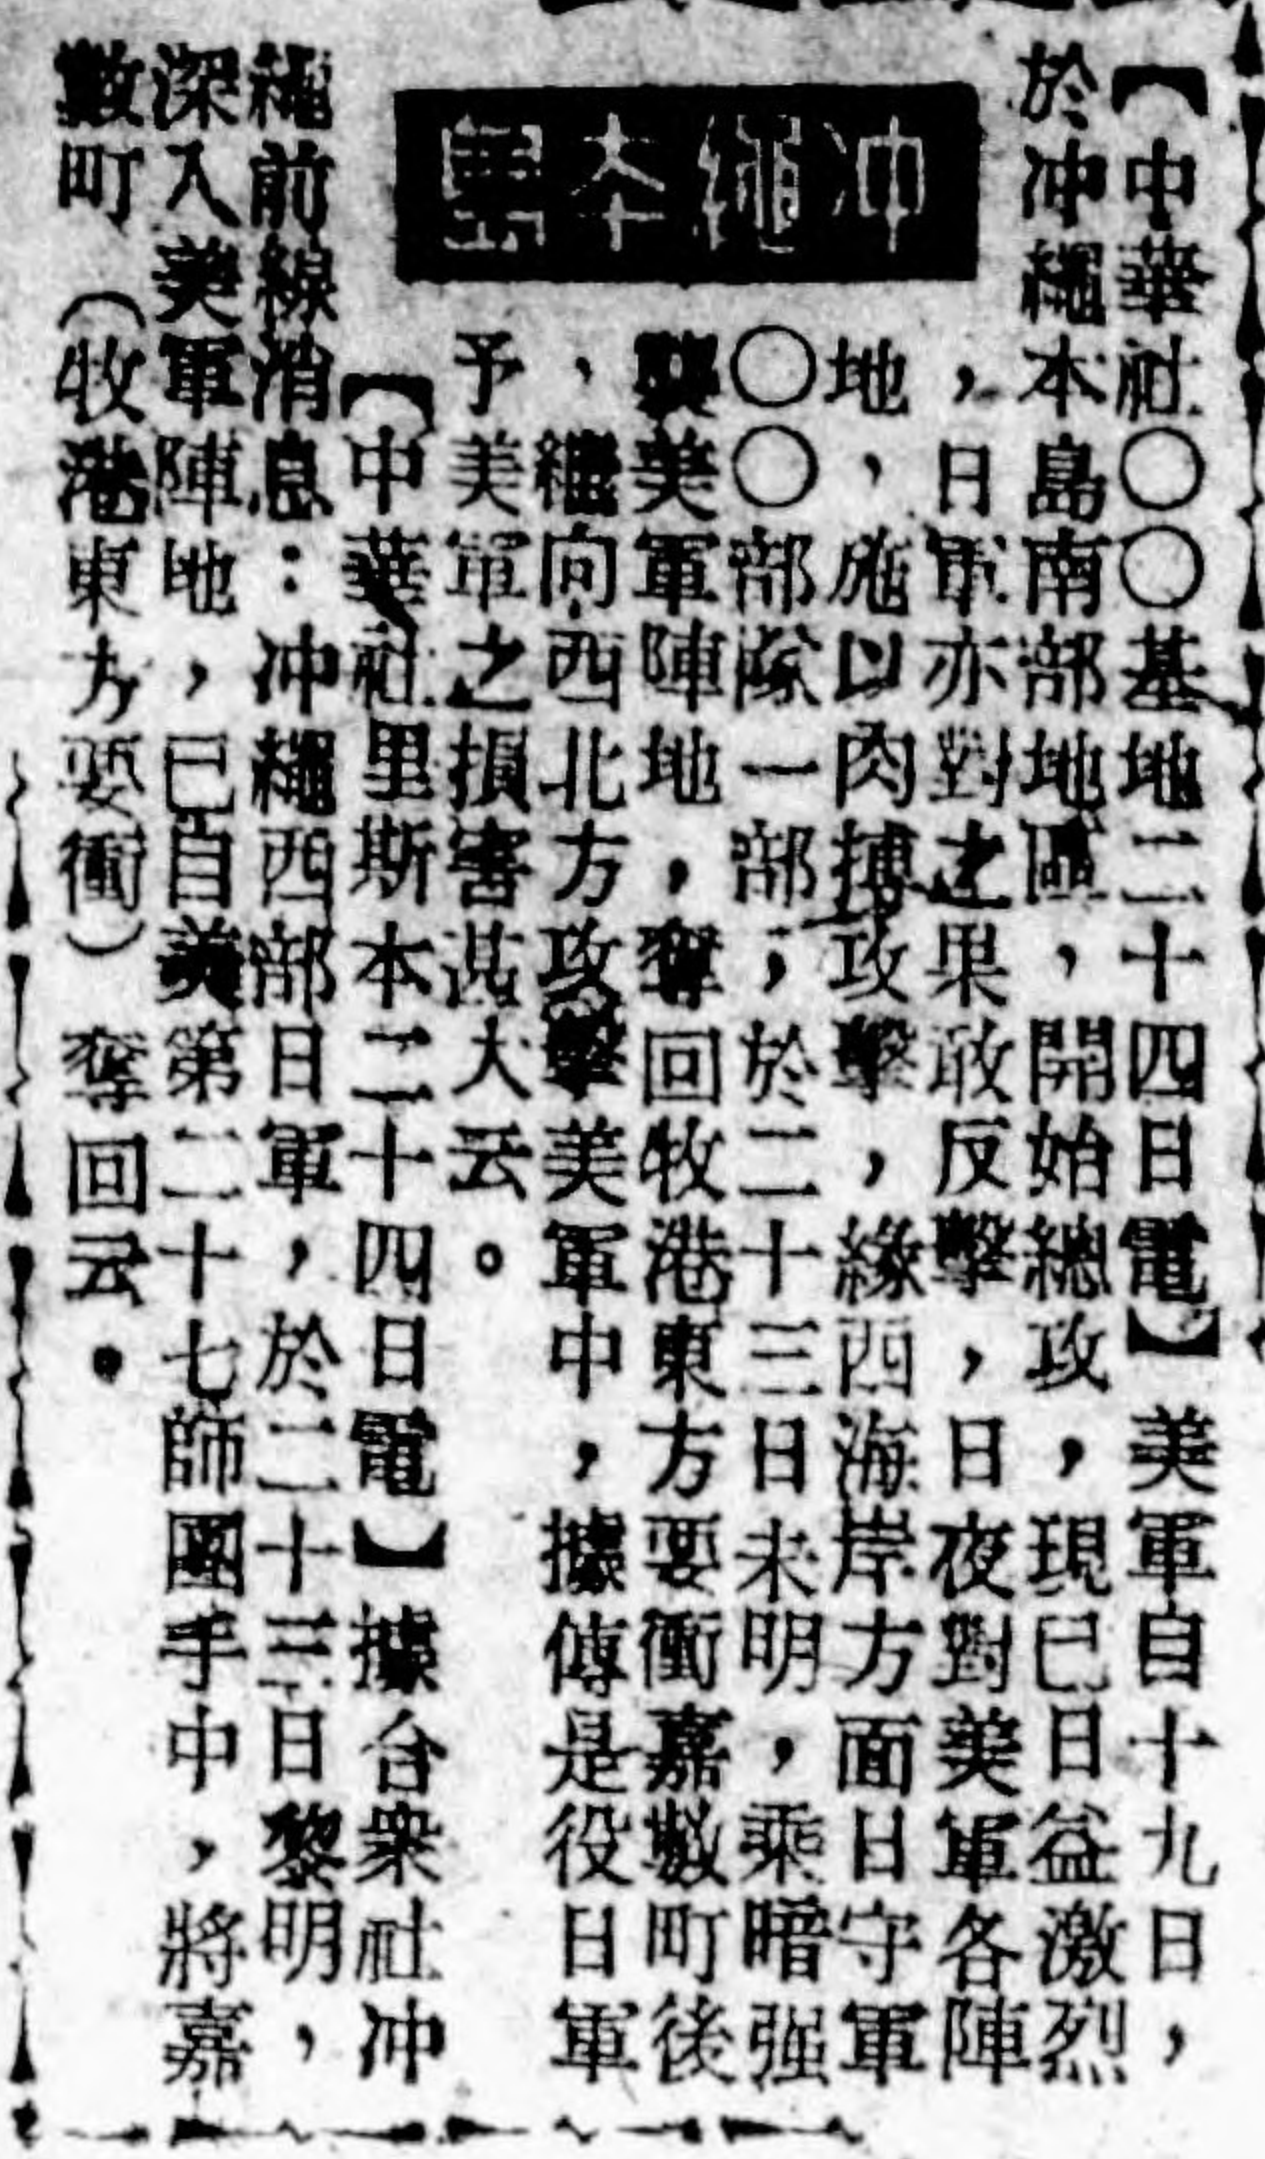 冲繩本島
【中華社○○基地二十四日電】美軍自十九日，
於冲繩本島南部地區，開始總攻，現已日益激烈
，日軍亦對之果敢反擊，日夜對美軍各陣
地，施以肉搏攻擊，緣西海岸方面日守軍
○○部隊一部，於二十三日未明，乘暗强
襲美軍陣地，奪回牧港東方要衝嘉數町後
，繼向西北方攻擊美軍中，據傳是役日軍
予美軍之損害甚大云。
【中華社里斯本二十四日電】據合衆社冲
繩前線消息：冲繩西部日軍，於二十三日黎明，
深入美軍陣地，已自美第二十七師團手中，將嘉
數町（牧港東方要衝）奪回云。